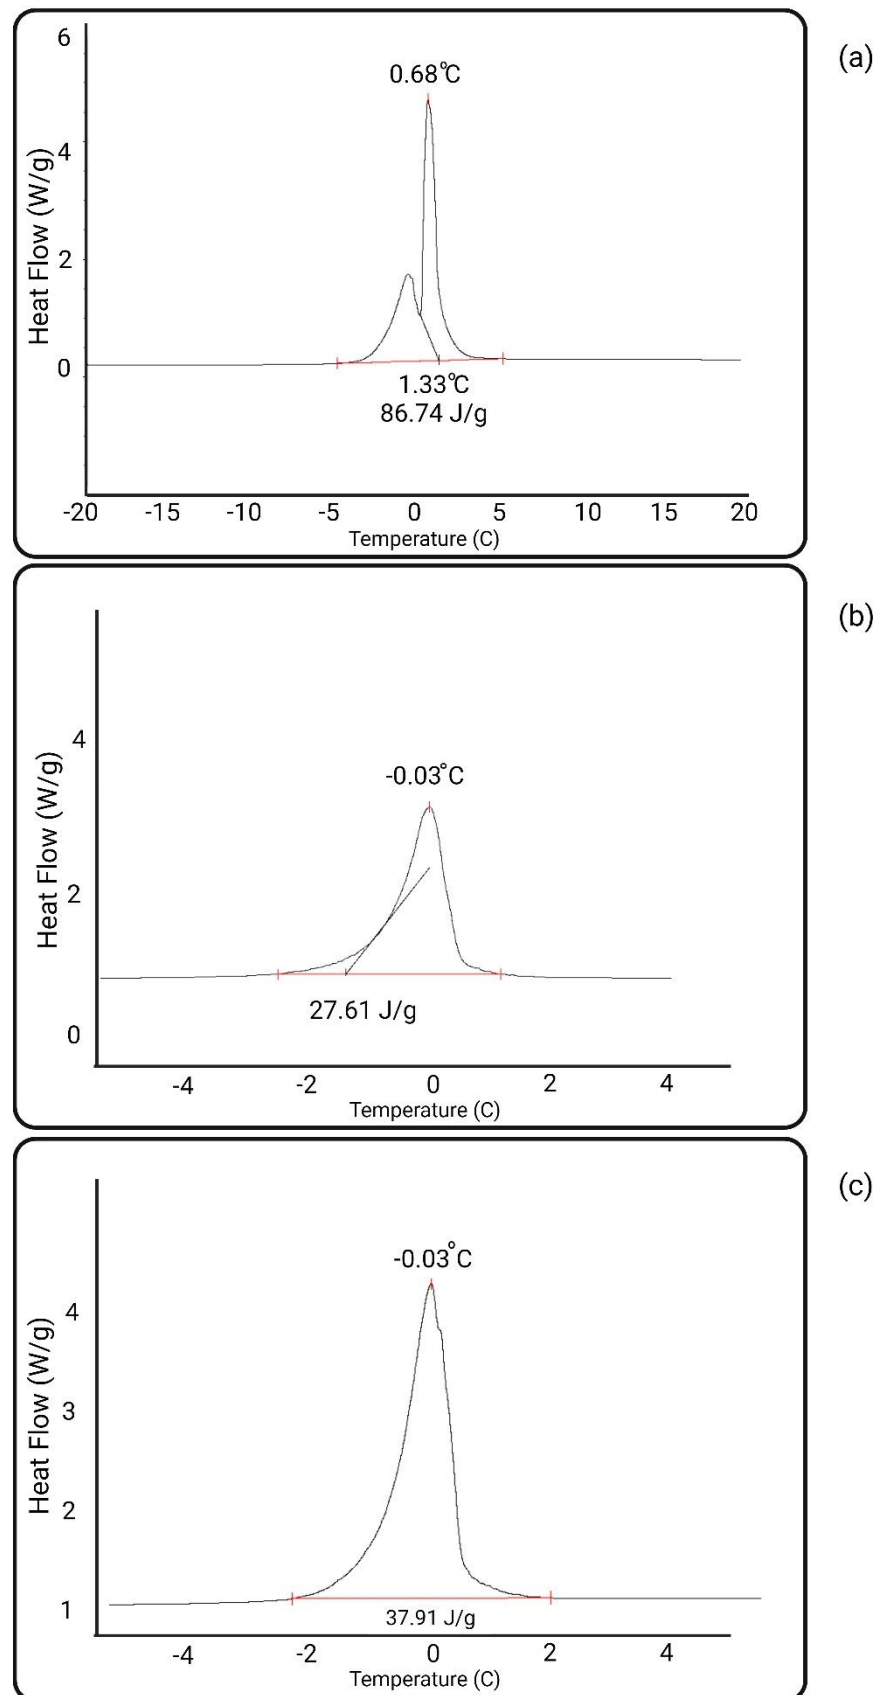 (a)
Heat Flow (W/g)
6
4
2
0
0.68°C
1.33°C
86.74 J/g
-20 -15 -10 -5 0 5 10 15 20
Temperature (C)
(b)
Heat Flow (W/g)
4
2
0
-0.03°C
27.61 J/g
-4 -2 0 2 4
Temperature (C)
(c)
Heat Flow (W/g)
4
3
2
1
-0.03°C
37.91 J/g
-4 -2 0 2 4
Temperature (C)